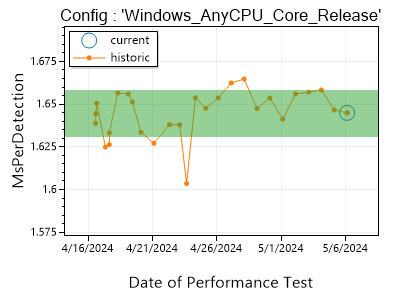 Config : 'Windows_AnyCPU_Core_Release'
current
historic
MsPerDetection
1.675
1.65
1.625
1.6
1.575
4/16/2024 4/21/2024 4/26/2024 5/1/2024 5/6/2024
Date of Performance Test